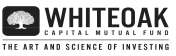 WHITEOAK
CAPITAL MUTUAL FUND
THE ART AND SCIENCE OF INVESTING